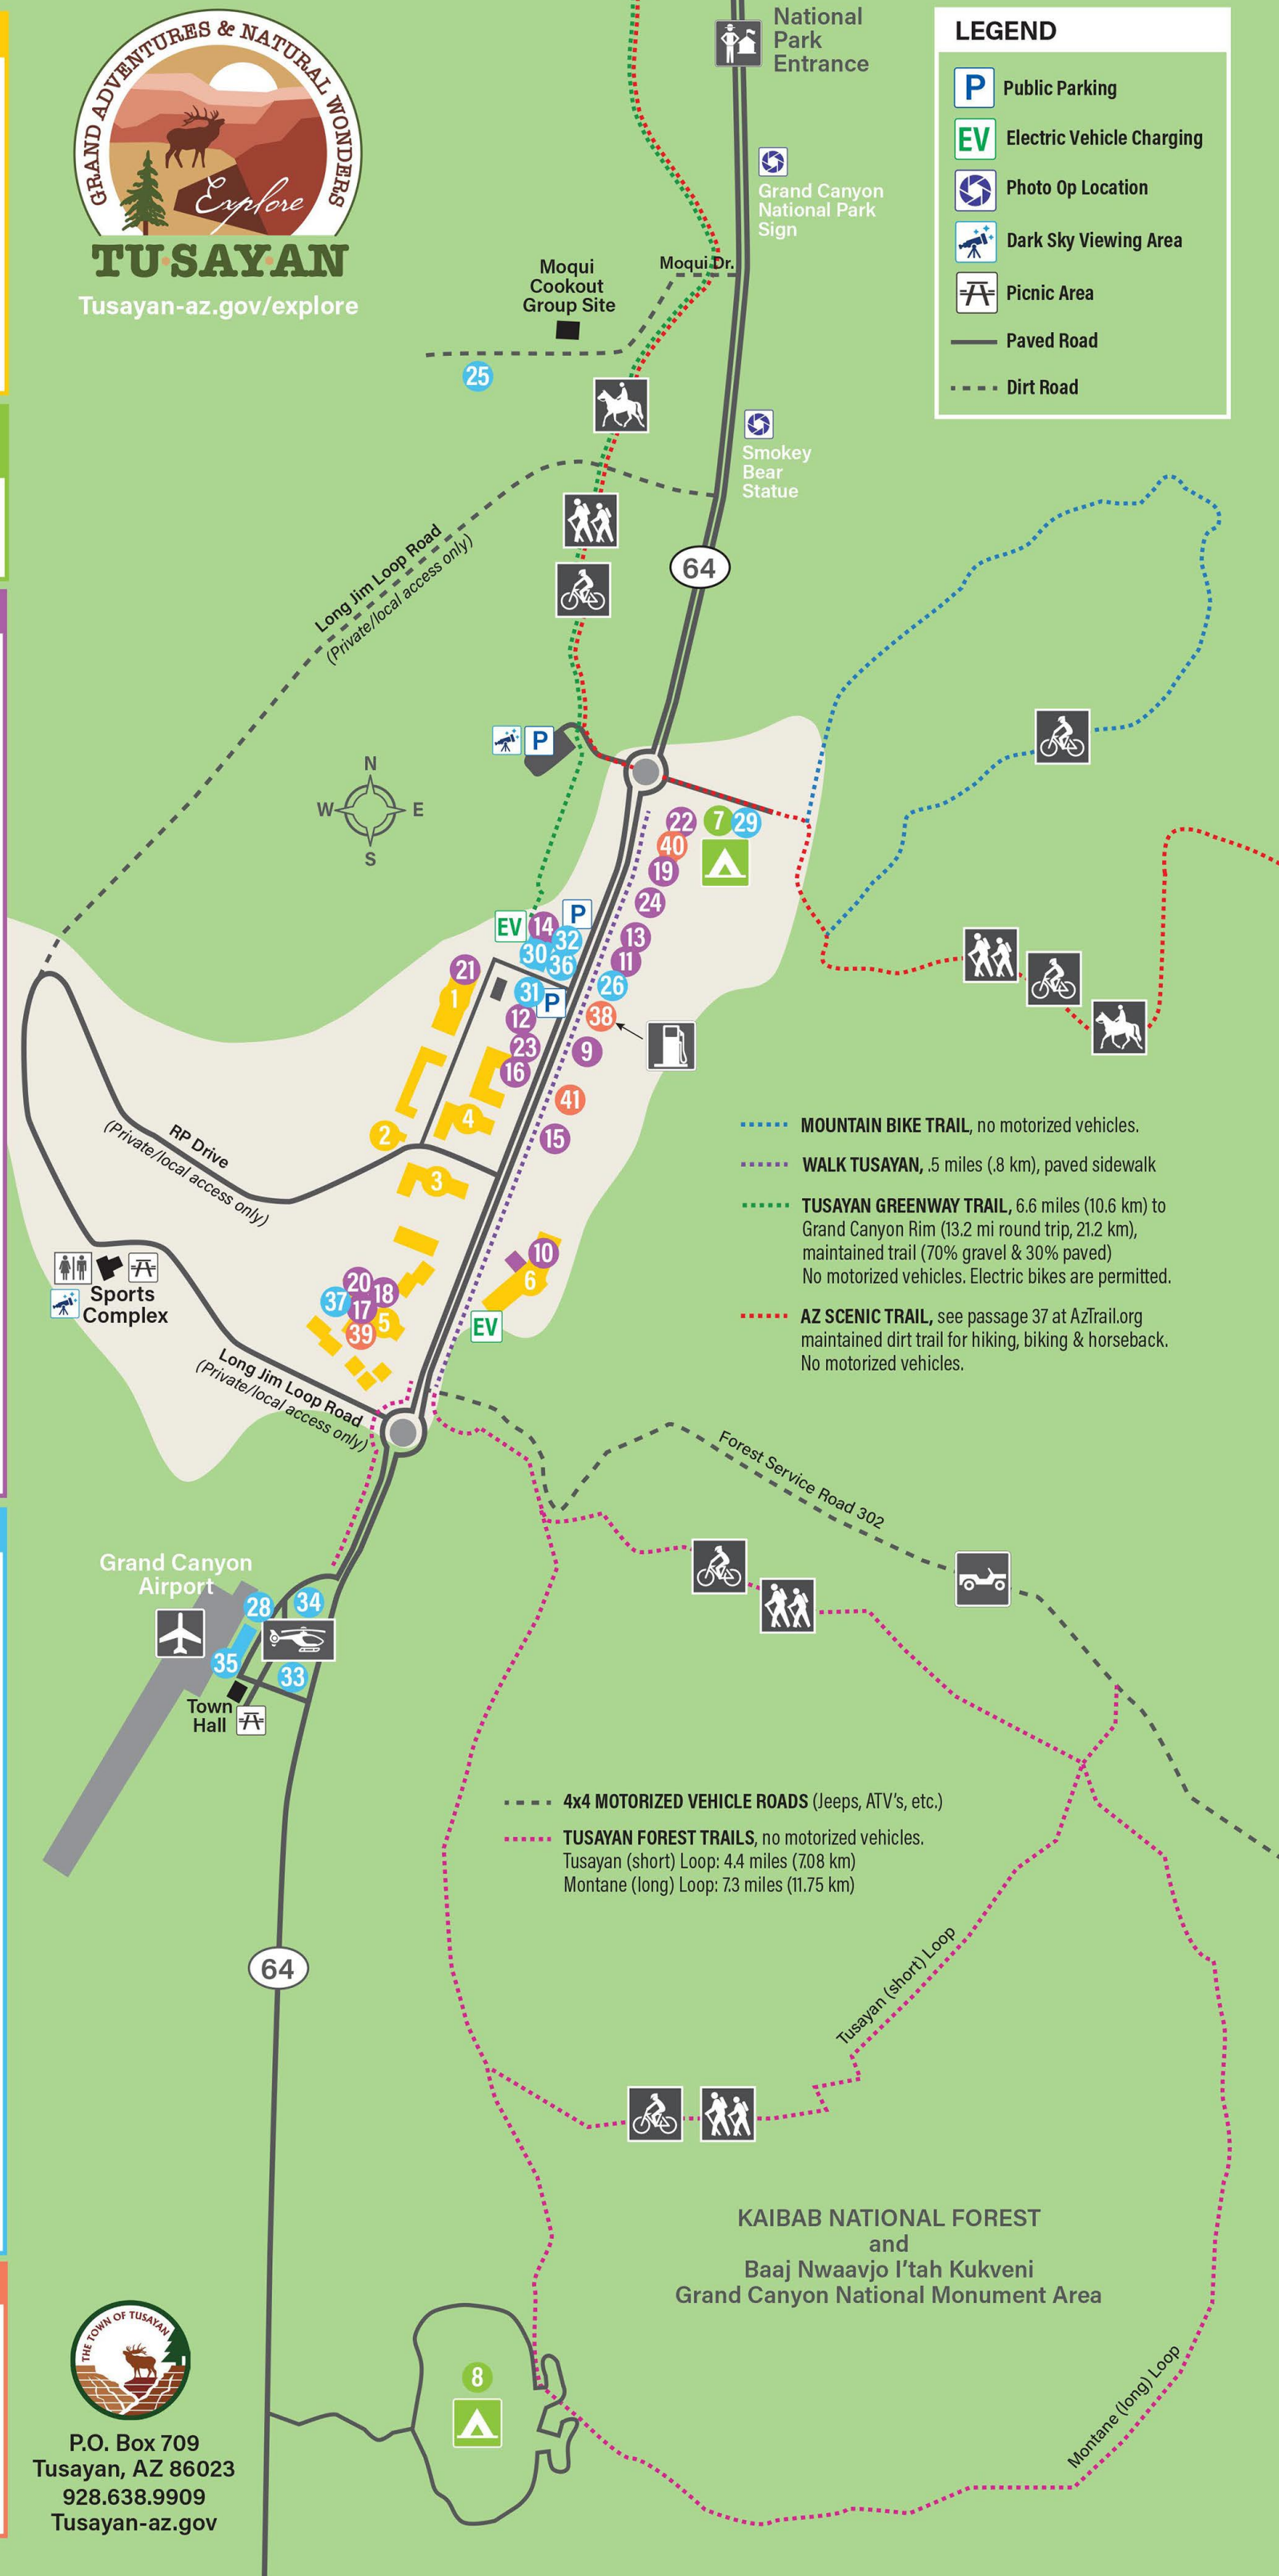 GRAND ADVENTURES & NATURAL WONDERS
Explore
TU·SAY·AN
Tusayan-az.gov/explore
National
Park
Entrance
LEGEND
P Public Parking
EV Electric Vehicle Charging
Photo Op Location
Dark Sky Viewing Area
Picnic Area
Paved Road
Dirt Road
Grand Canyon
National Park
Sign
Moqui Dr.
Moqui
Cookout
Group Site
25
Smokey
Bear
Statue
Long Jim Loop Road
(Private/local access only)
64
P
N
W E
S
22 7 29
40
19
24
EV 14 P
32
30
36
13
11
21
1
31 P
26
12
38
23
9
16
41
4
2
15
3
RP Drive
(Private/local access only)
MOUNTAIN BIKE TRAIL, no motorized vehicles.
WALK TUSAYAN, .5 miles (.8 km), paved sidewalk
TUSAYAN GREENWAY TRAIL, 6.6 miles (10.6 km) to
Grand Canyon Rim (13.2 mi round trip, 21.2 km),
maintained trail (70% gravel & 30% paved)
No motorized vehicles. Electric bikes are permitted.
AZ SCENIC TRAIL, see passage 37 at AzTrail.org
maintained dirt trail for hiking, biking & horseback.
No motorized vehicles.
10
6
EV
Sports
Complex
20
18
37
17
5
39
Long Jim Loop Road
(Private/local access only)
Forest Service Road 302
Grand Canyon
Airport
28
34
35
33
Town
Hall
4x4 MOTORIZED VEHICLE ROADS (Jeeps, ATV's, etc.)
TUSAYAN FOREST TRAILS, no motorized vehicles.
Tusayan (short) Loop: 4.4 miles (7.08 km)
Montane (long) Loop: 7.3 miles (11.75 km)
64
Tusayan (short) Loop
KAIBAB NATIONAL FOREST
and
Baaj Nwaavjo I'tah Kukveni
Grand Canyon National Monument Area
Montane (long) Loop
8
THE TOWN OF TUSAYAN
P.O. Box 709
Tusayan, AZ 86023
928.638.9909
Tusayan-az.gov